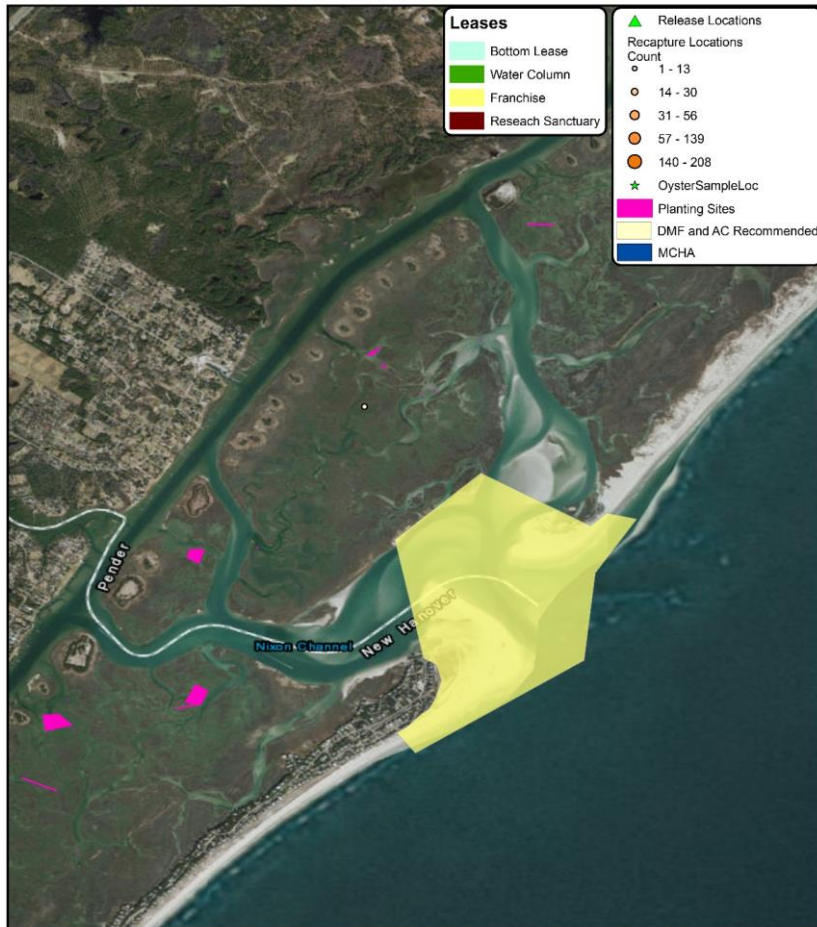 Leases
Bottom Lease
Water Column
Franchise
Reseach Sanctuary
Release Locations
Recapture Locations
Count
1 - 13
14 - 30
31 - 56
57 - 139
140 - 208
OysterSampleLoc
Planting Sites
DMF and AC Recommended
MCHA
Pender
New Hanover
Nixon Channel